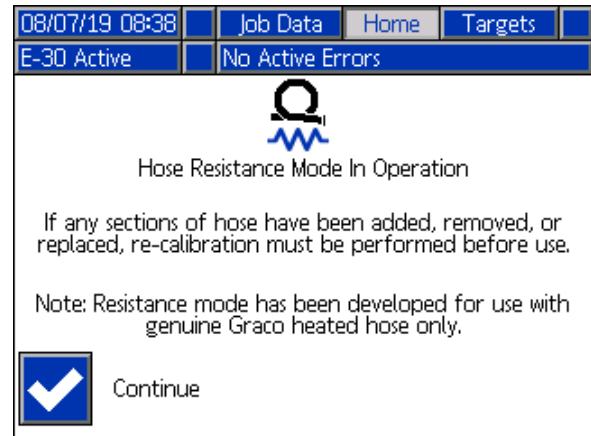 08/07/19 08:38 Job Data Home Targets
E-30 Active No Active Errors
Hose Resistance Mode In Operation
If any sections of hose have been added, removed, or
replaced, re-calibration must be performed before use.
Note: Resistance mode has been developed for use with
genuine Graco heated hose only.
Continue